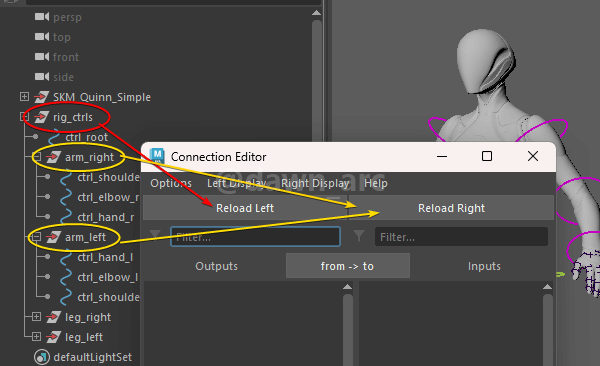 persp
top
front
side
SKM_Quinn_Simple
rig_ctrls
ctrl_root
arm_right
ctrl_shoulde
ctrl_elbow_r
ctrl_hand_r
arm_left
ctrl_hand_l
ctrl_elbow_l
ctrl_shoulde
leg_right
leg_left
defaultLightSet
M
Connection Editor
@dawn_arc
Options Left Display Right Display Help
Reload Left Reload Right
Filter... Filter...
Outputs from -> to Inputs